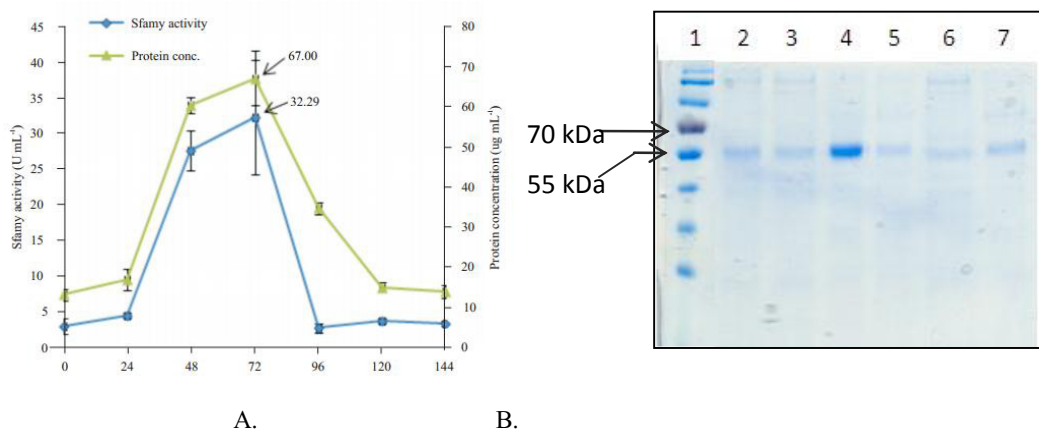 Sfamy activity
Protein conc.
Sfamy activity (U mL⁻¹)
45
40
35
30
25
20
15
10
5
0
67.00
32.29
80
70
60
50
40
30
20
10
0
Protein concentration (ug mL⁻¹)
0 24 48 72 96 120 144
1 2 3 4 5 6 7
70 kDa
55 kDa
A. B.